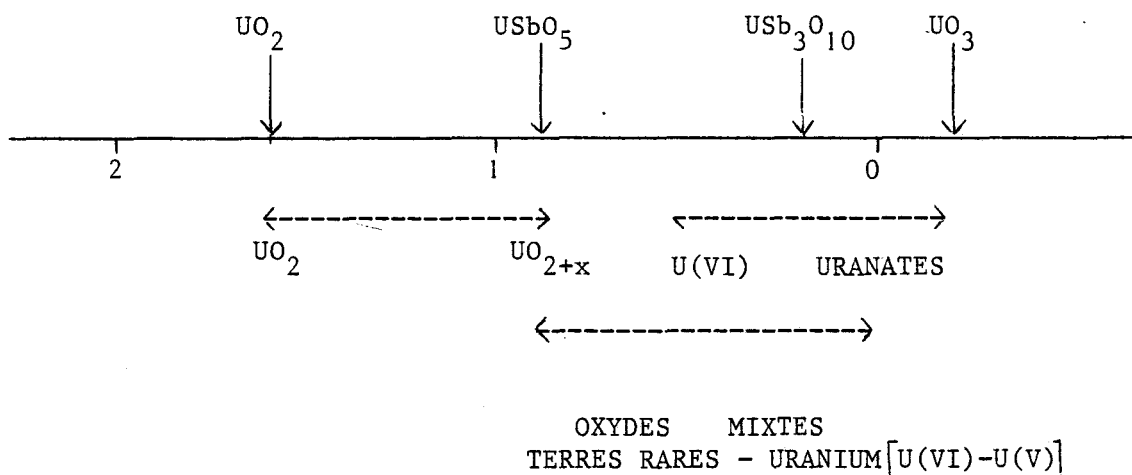 UO2 USbO5 USb3O10 UO3
2 1 0
UO2 UO2+x U(VI) URANATES
OXYDES MIXTES
TERRES RARES - URANIUM⌈U(VI)-U(V)⌉